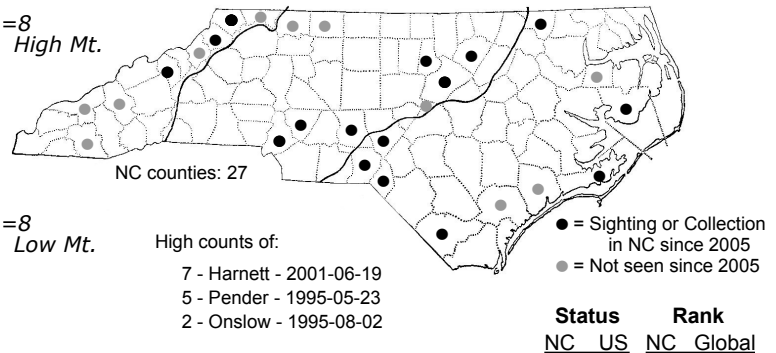 =8
High Mt.
NC counties: 27
=8
Low Mt.
High counts of:
7 - Harnett - 2001-06-19
5 - Pender - 1995-05-23
2 - Onslow - 1995-08-02
= Sighting or Collection
in NC since 2005
= Not seen since 2005
Status Rank
NC US NC Global